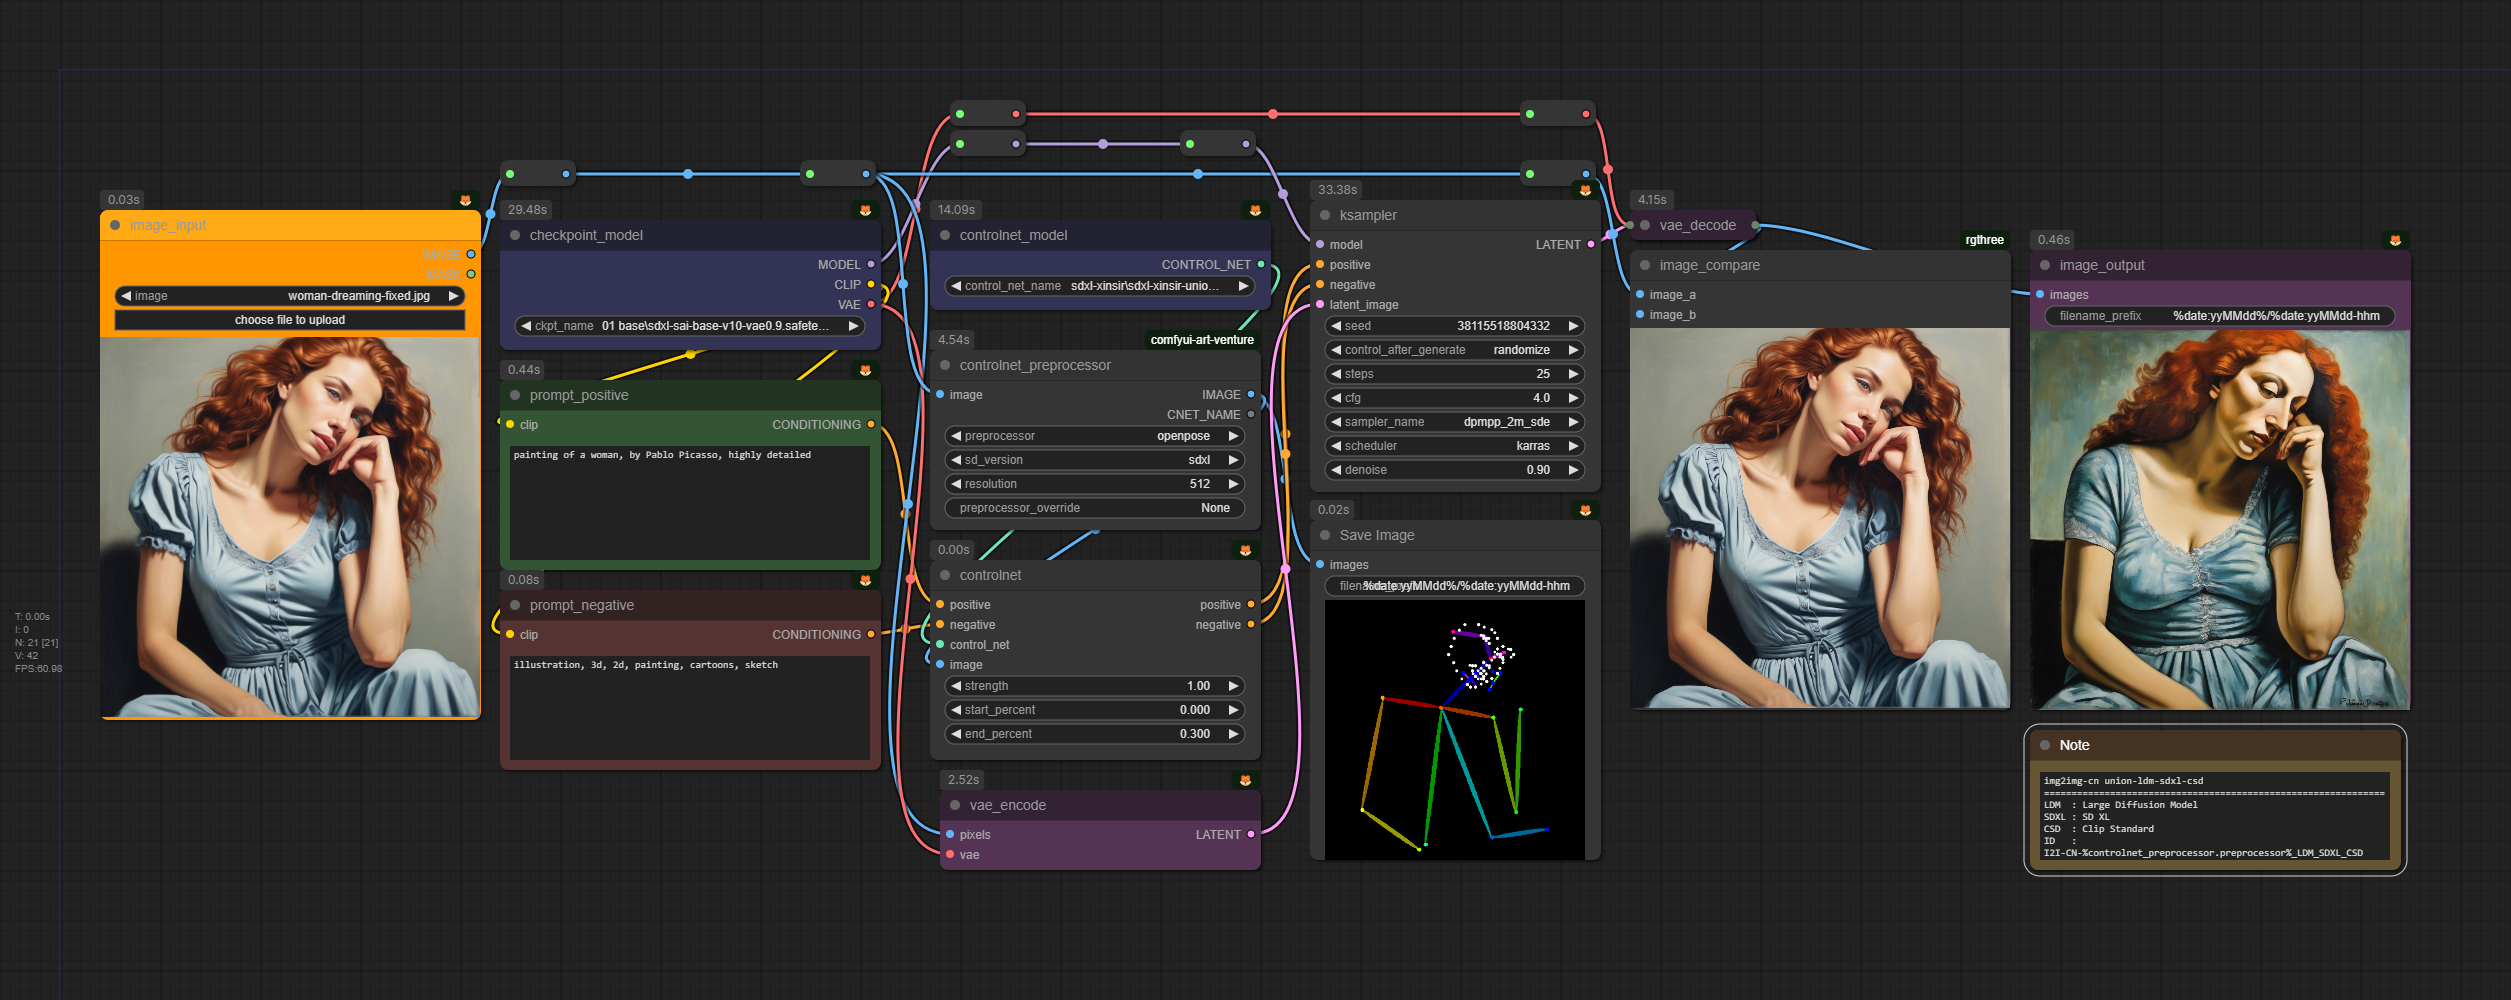 0.03s
image_input
IMAGE
MASK
image woman-dreaming-fixed.jpg
choose file to upload
T: 0.00s
I: 0
N: 21 [21]
V: 42
FPS:60.98
29.48s
checkpoint_model
MODEL
CLIP
VAE
ckpt_name 01 base\sdxl-sai-base-v10-vae0.9.safete...
0.44s
prompt_positive
clip CONDITIONING
painting of a woman, by Pablo Picasso, highly detailed
0.08s
prompt_negative
clip CONDITIONING
illustration, 3d, 2d, painting, cartoons, sketch
14.09s
controlnet_model
CONTROL_NET
control_net_name sdxl-xinsir\sdxl-xinsir-unio...
4.54s comfyui-art-venture
controlnet_preprocessor
image IMAGE
CNET_NAME
preprocessor openpose
sd_version sdxl
resolution 512
preprocessor_override None
0.00s
controlnet
positive positive
negative negative
control_net
image
strength 1.00
start_percent 0.000
end_percent 0.300
2.52s
vae_encode
pixels LATENT
vae
33.38s
ksampler
model LATENT
positive
negative
latent_image
seed 38115518804332
control_after_generate randomize
steps 25
cfg 4.0
sampler_name dpmpp_2m_sde
scheduler karras
denoise 0.90
0.02s
Save Image
images
%date:yyMMdd%/%date:yyMMdd-hhm
4.15s
vae_decode
rgthree
image_compare
image_a
image_b
0.46s
image_output
images
filename_prefix %date:yyMMdd%/%date:yyMMdd-hhm
Note
img2img-cn union-ldm-sdxl-csd
=================================================================
LDM : Large Diffusion Model
SDXL : SD XL
CSD : Clip Standard
ID :
I2I-CN-%controlnet_preprocessor.preprocessor%_LDM_SDXL_CSD